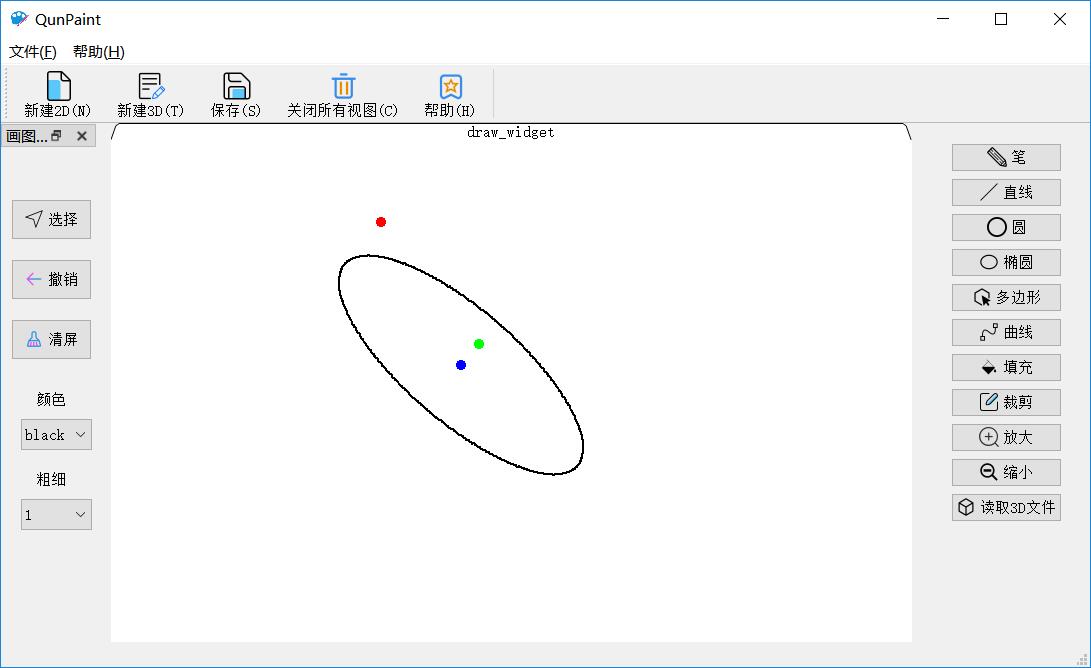 QunPaint
文件(F) 帮助(H)
新建2D(N) 新建3D(T) 保存(S) 关闭所有视图(C) 帮助(H)
画图...
draw_widget
选择
撤销
清屏
颜色
black
粗细
1
笔
直线
圆
椭圆
多边形
曲线
填充
裁剪
放大
缩小
读取3D文件